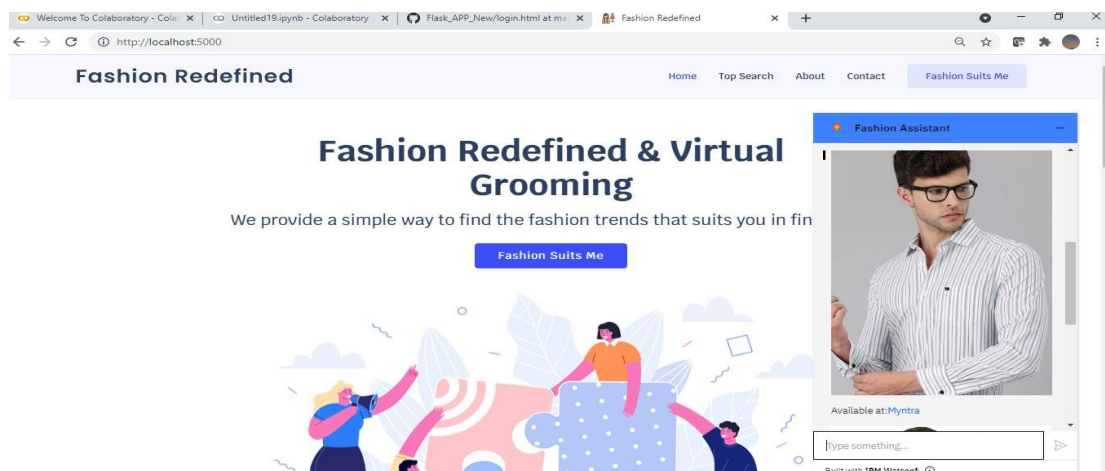 Welcome To Colaboratory - Cola
Untitled19.ipynb - Colaboratory
Flask_APP_New/login.html at ma
Fashion Redefined
http://localhost:5000
Fashion Redefined
Home
Top Search
About
Contact
Fashion Suits Me
Fashion Assistant
Fashion Redefined & Virtual
Grooming
We provide a simple way to find the fashion trends that suits you in fin
Fashion Suits Me
Available at:Myntra
Type something...
Built with IBM Watson®